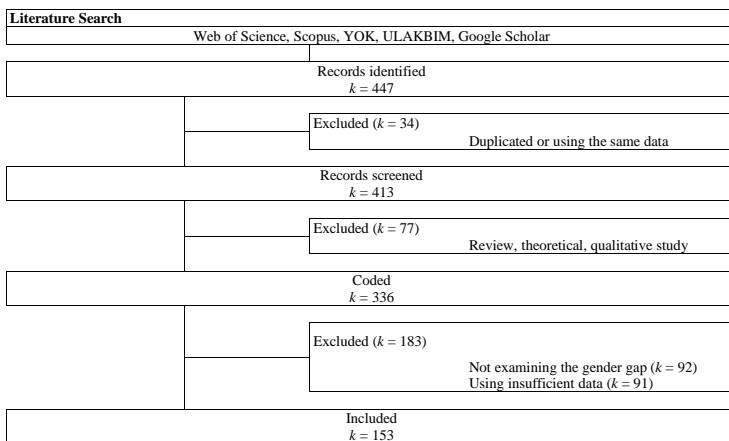 Literature Search
Web of Science, Scopus, YOK, ULAKBIM, Google Scholar
Records identified
k = 447
Excluded (k = 34)
Duplicated or using the same data
Records screened
k = 413
Excluded (k = 77)
Review, theoretical, qualitative study
Coded
k = 336
Excluded (k = 183)
Not examining the gender gap (k = 92)
Using insufficient data (k = 91)
Included
k = 153